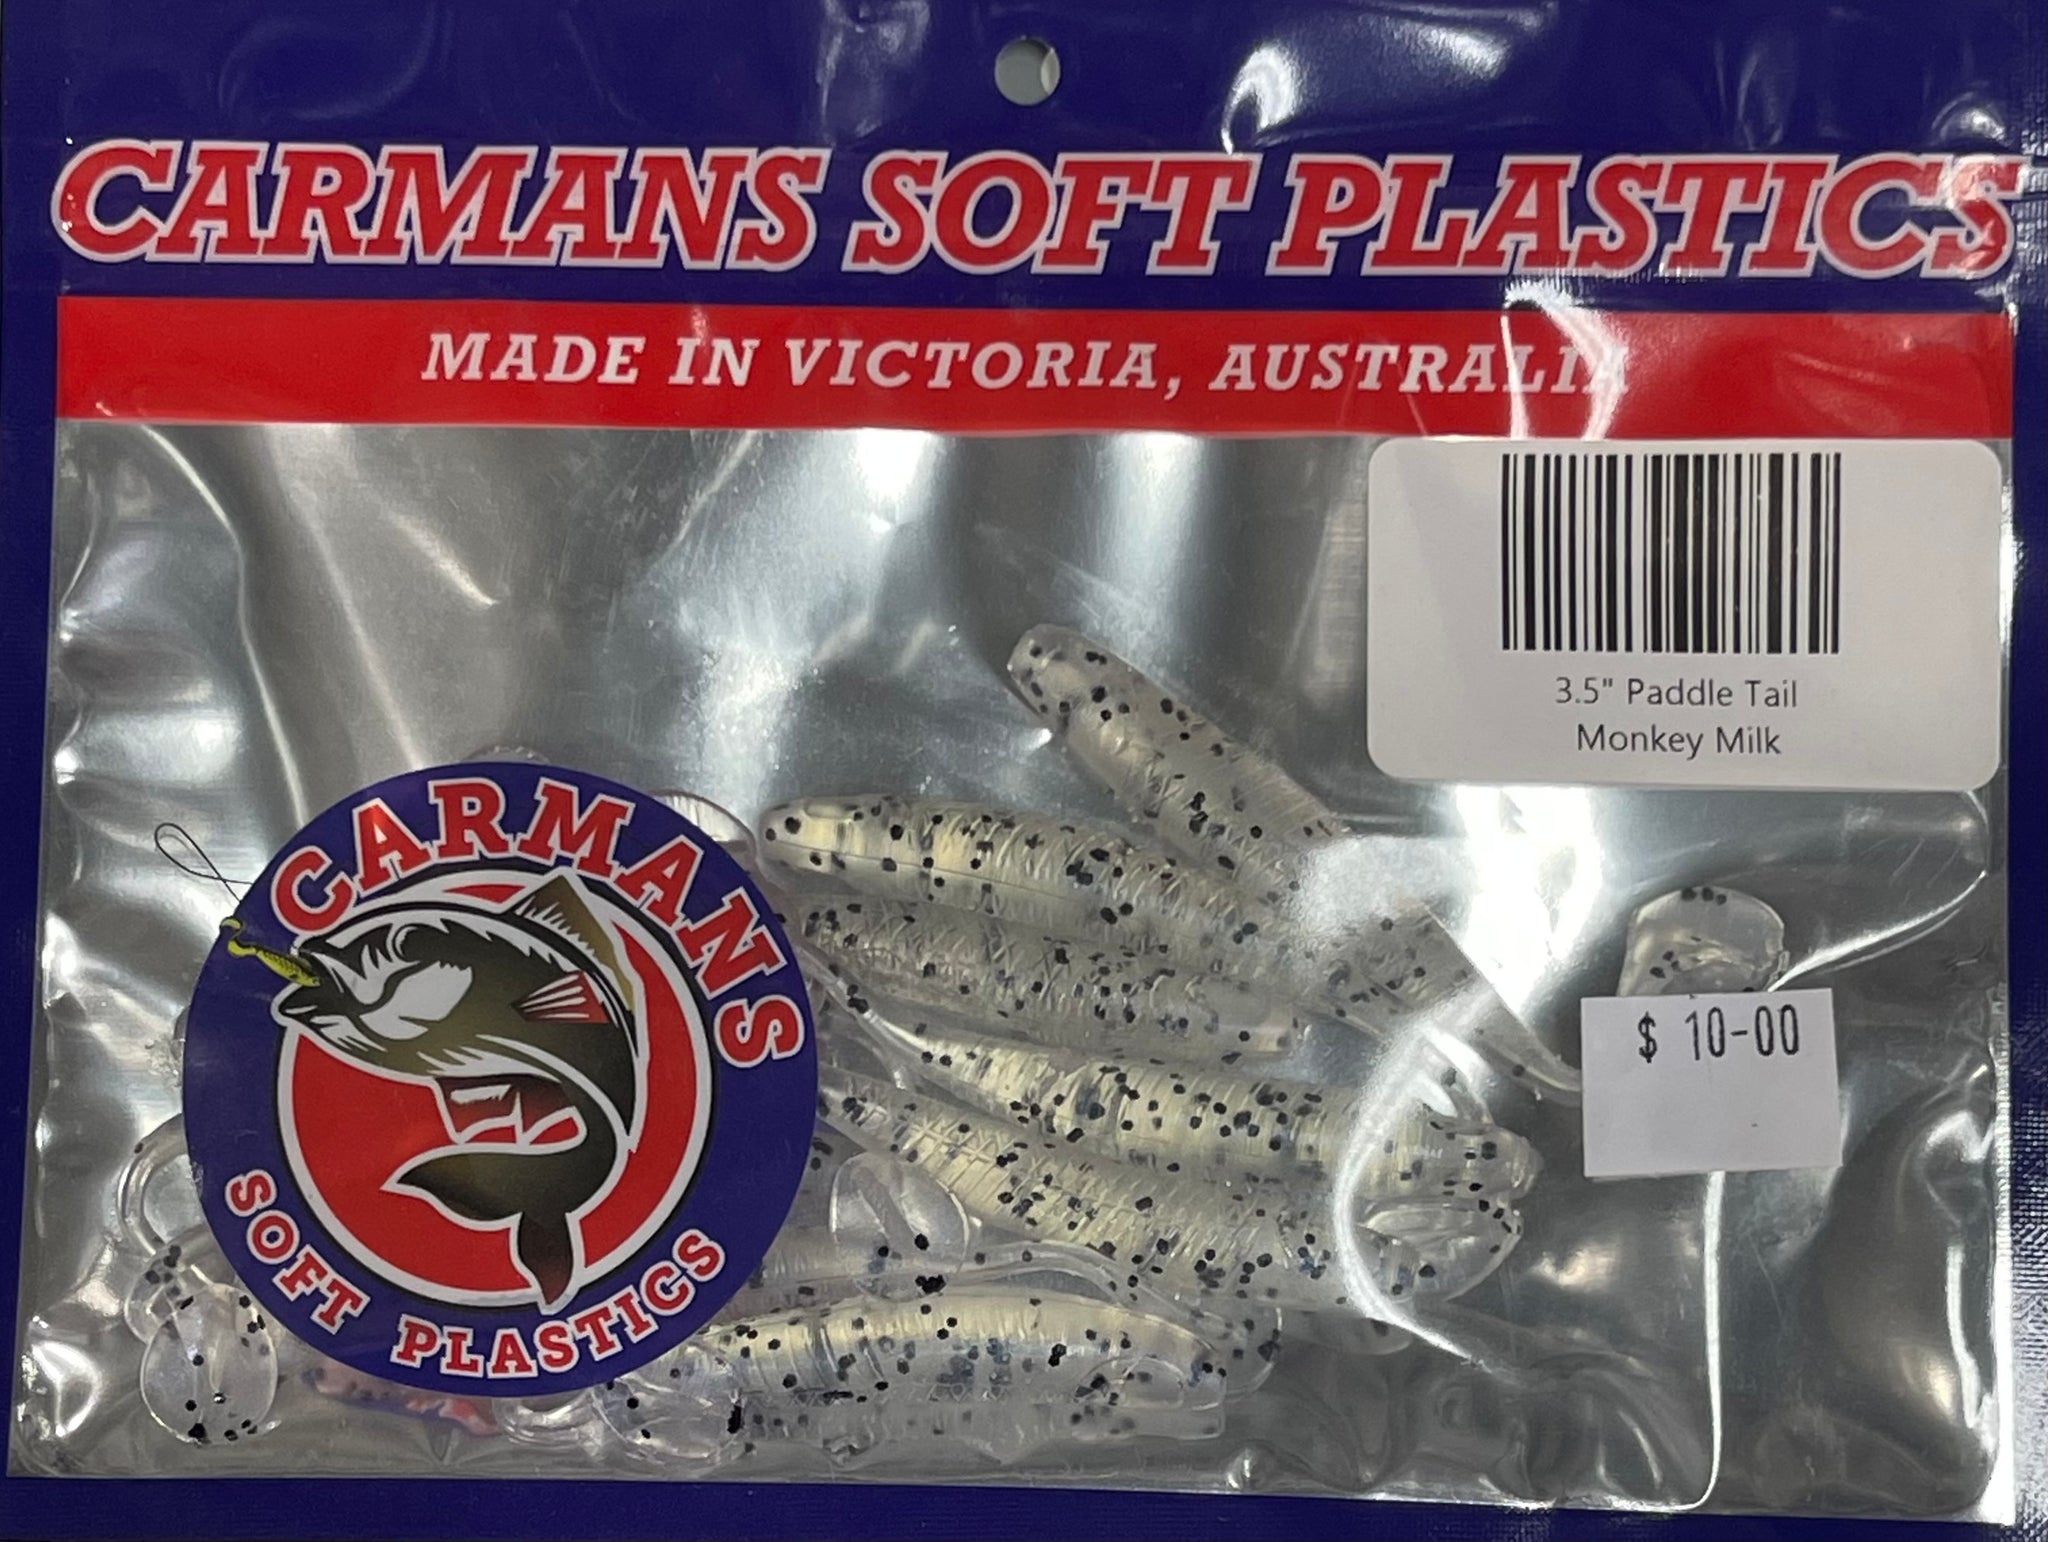 CARMANS SOFT PLASTICS
MADE IN VICTORIA, AUSTRALIA
3.5" Paddle Tail
Monkey Milk
CARMANS
SOFT PLASTICS
$ 10-00